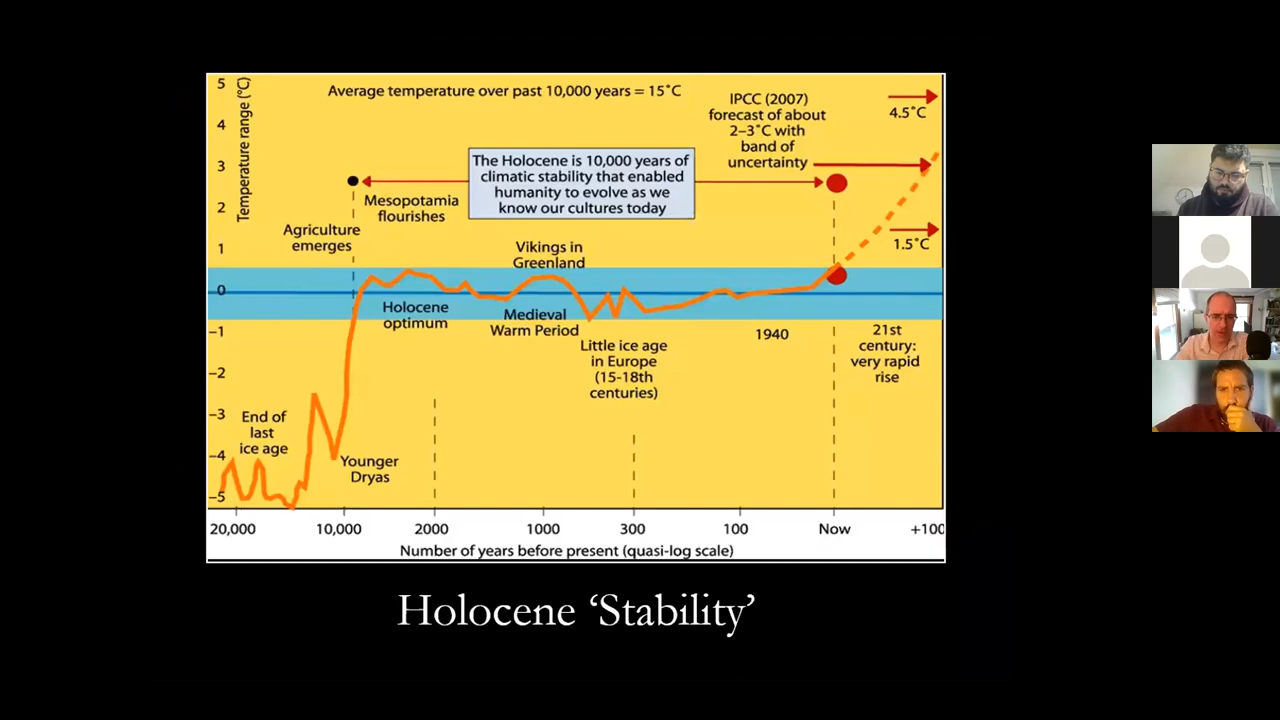 5
4
3
2
1
0
−1
−2
−3
−4
−5
Temperature range (˚C)
Average temperature over past 10,000 years = 15˚C
IPCC (2007)
forecast of about
2–3˚C with
band of
uncertainty
4.5˚C
1.5˚C
The Holocene is 10,000 years of
climatic stability that enabled
humanity to evolve as we
know our cultures today
Mesopotamia
flourishes
Agriculture
emerges
Vikings in
Greenland
Holocene
optimum
Medieval
Warm Period
Little ice age
in Europe
(15-18th
centuries)
1940
21st
century:
very rapid
rise
End of
last
ice age
Younger
Dryas
20,000 10,000 2000 1000 300 100 Now +100
Number of years before present (quasi-log scale)
Holocene ‘Stability’